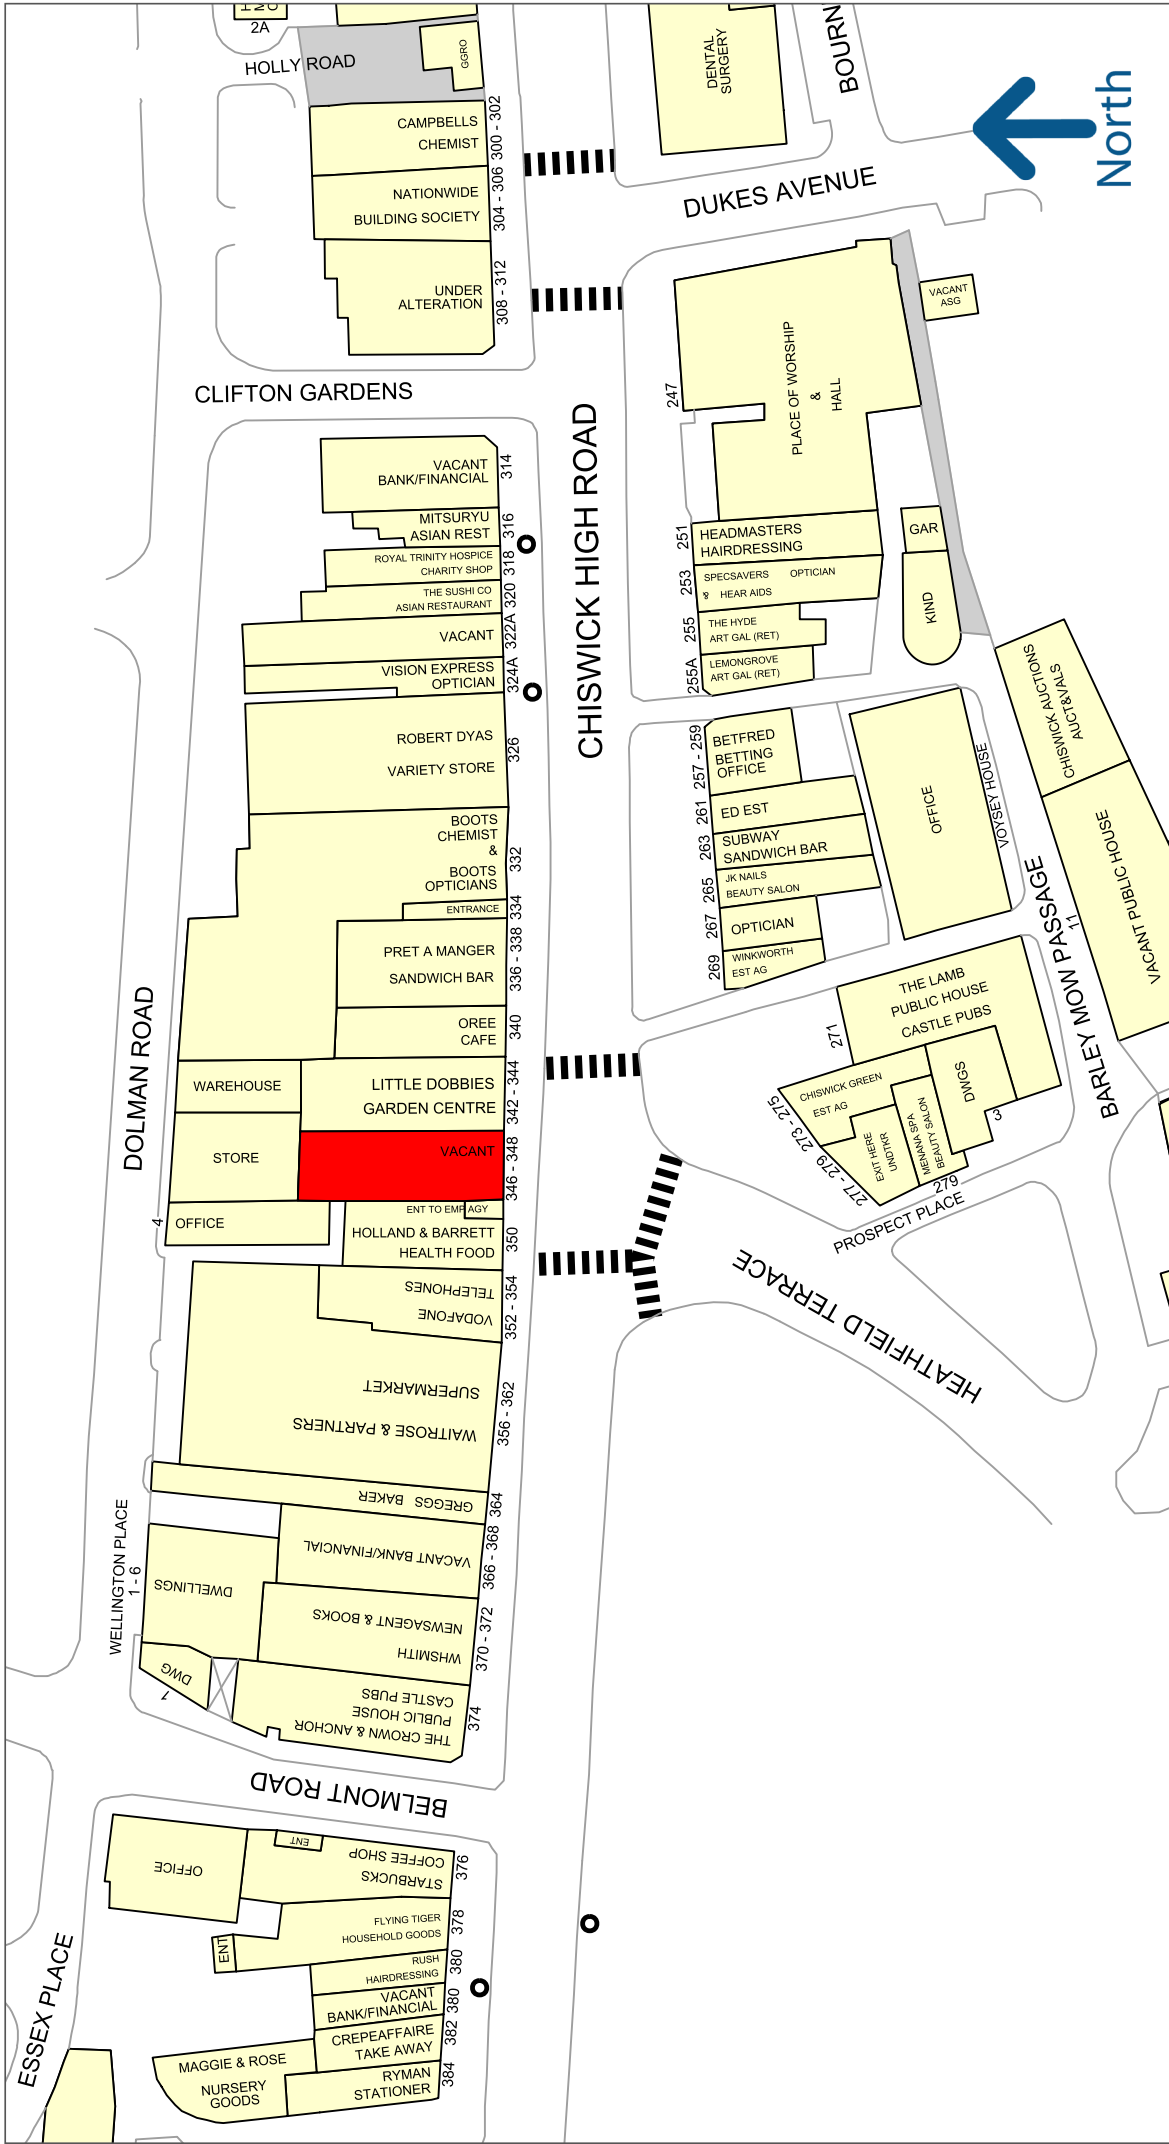 2A
HOLLY ROAD
GGRO
CAMPBELLS
CHEMIST
300 - 302
NATIONWIDE
BUILDING SOCIETY
304 - 306
UNDER
ALTERATION
308 - 312
DENTAL
SURGERY
BOURN
North
DUKES AVENUE
CLIFTON GARDENS
CHISWICK HIGH ROAD
VACANT
ASG
PLACE OF WORSHIP
&
HALL
247
VACANT
BANK/FINANCIAL
314
MITSURYU
ASIAN REST
316
ROYAL TRINITY HOSPICE
CHARITY SHOP
318
THE SUSHI CO
ASIAN RESTAURANT
320
VACANT
322A
VISION EXPRESS
OPTICIAN
324A
ROBERT DYAS
VARIETY STORE
326
BOOTS
CHEMIST
&
BOOTS
OPTICIANS
332
ENTRANCE
334
PRET A MANGER
SANDWICH BAR
336 - 338
OREE
CAFE
340
WAREHOUSE
LITTLE DOBBIES
GARDEN CENTRE
342 - 344
STORE
VACANT
346 - 348
DOLMAN ROAD
4
OFFICE
ENT TO EMP AGY
HOLLAND & BARRETT
HEALTH FOOD
350
VODAFONE
TELEPHONES
352 - 354
WAITROSE & PARTNERS
SUPERMARKET
356 - 362
GREGGS BAKER
364
VACANT BANK/FINANCIAL
366 - 368
WELLINGTON PLACE
1 - 6
DWELLINGS
WHSMITH
NEWSAGENT & BOOKS
370 - 372
DWG
1
THE CROWN & ANCHOR
PUBLIC HOUSE
CASTLE PUBS
374
BELMONT ROAD
OFFICE
ENT
STARBUCKS
COFFEE SHOP
376
FLYING TIGER
HOUSEHOLD GOODS
378
ENT
RUSH
HAIRDRESSING
380
VACANT
BANK/FINANCIAL
380
CREPEAFFAIRE
TAKE AWAY
382
MAGGIE & ROSE
NURSERY
GOODS
RYMAN
STATIONER
384
ESSEX PLACE
251
HEADMASTERS
HAIRDRESSING
GAR
253
SPECSAVERS OPTICIAN
& HEAR AIDS
KIND
255
THE HYDE
ART GAL (RET)
255A
LEMONGROVE
ART GAL (RET)
257 - 259
BETFRED
BETTING
OFFICE
261
ED EST
263
SUBWAY
SANDWICH BAR
265
JK NAILS
BEAUTY SALON
267
OPTICIAN
269
WINKWORTH
EST AG
OFFICE
VOYSEY HOUSE
CHISWICK AUCTIONS
AUCT&VALS
VACANT PUBLIC HOUSE
11
BARLEY MOW PASSAGE
271
THE LAMB
PUBLIC HOUSE
CASTLE PUBS
273 - 275
CHISWICK GREEN
EST AG
DWGS
3
277 - 279
EXIT HERE
UNDTKR
MENANA SPA
BEAUTY SALON
279
PROSPECT PLACE
HEATHFIELD TERRACE